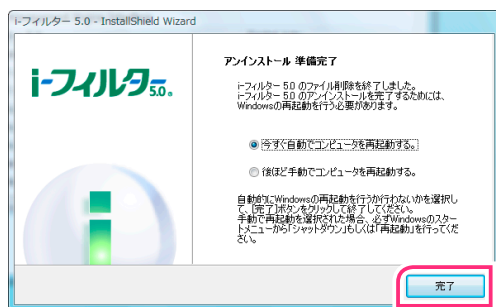 i-フィルター 5.0 - InstallShield Wizard
i-フィルター 5.0.
アンインストール 準備完了
i-フィルター 5.0 のファイル削除を終了しました。
i-フィルター 5.0 のアンインストールを完了するためには、
Windowsの再起動を行う必要があります。
今すぐ自動でコンピュータを再起動する。
後ほど手動でコンピュータを再起動する。
自動的にWindowsの再起動を行うか行わないかを選択し
て、[完了]ボタンをクリックして終了してください。
手動で再起動を選択された場合、必ずWindowsのスター
トメニューから「シャットダウン」もしくは「再起動」を行ってくだ
さい。
完了